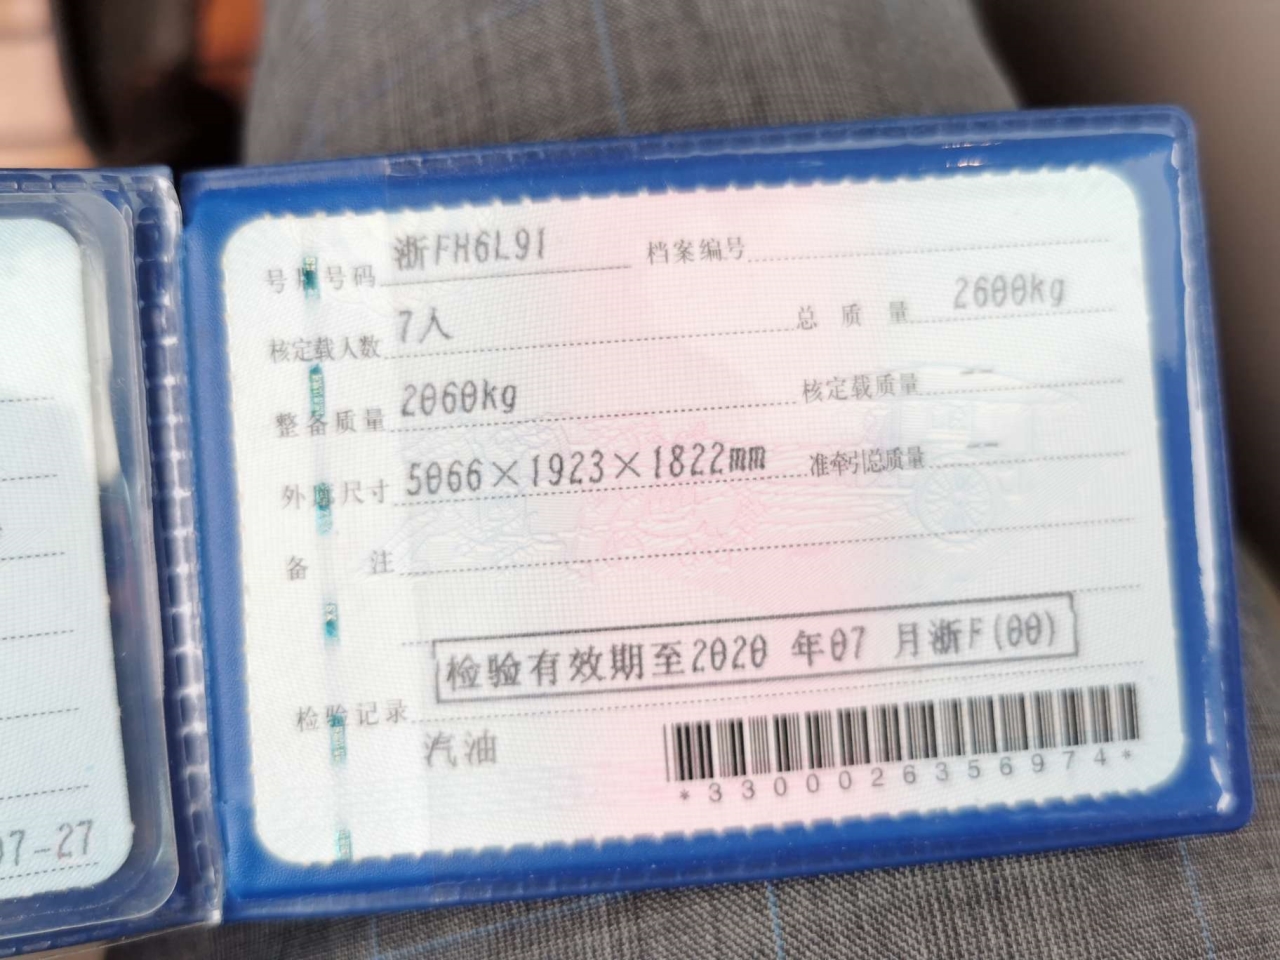 号牌号码 浙FH6L91 档案编号
核定载人数 7人 总质量 2600kg
整备质量 2060kg 核定载质量 --
外廓尺寸 5066×1923×1822mm 准牵引总质量 --
备注
检验有效期至2020 年07 月浙F(00)
检验记录
汽油
*3300026356974*
07-27